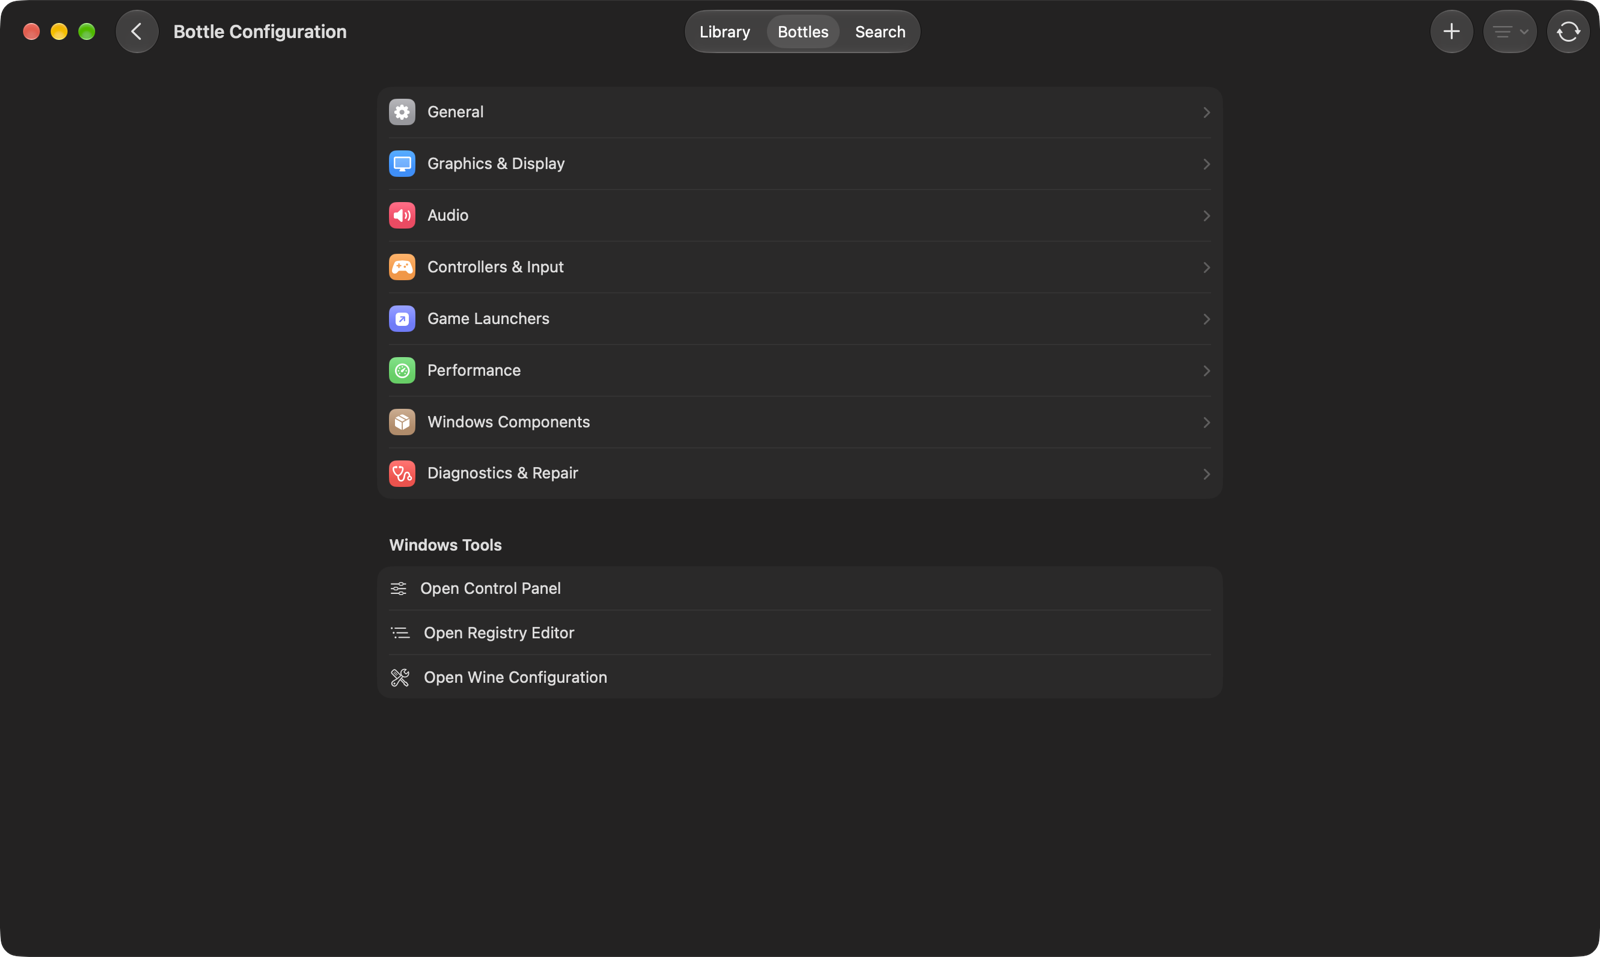 Bottle Configuration
Library
Bottles
Search
General
Graphics & Display
Audio
Controllers & Input
Game Launchers
Performance
Windows Components
Diagnostics & Repair
Windows Tools
Open Control Panel
Open Registry Editor
Open Wine Configuration